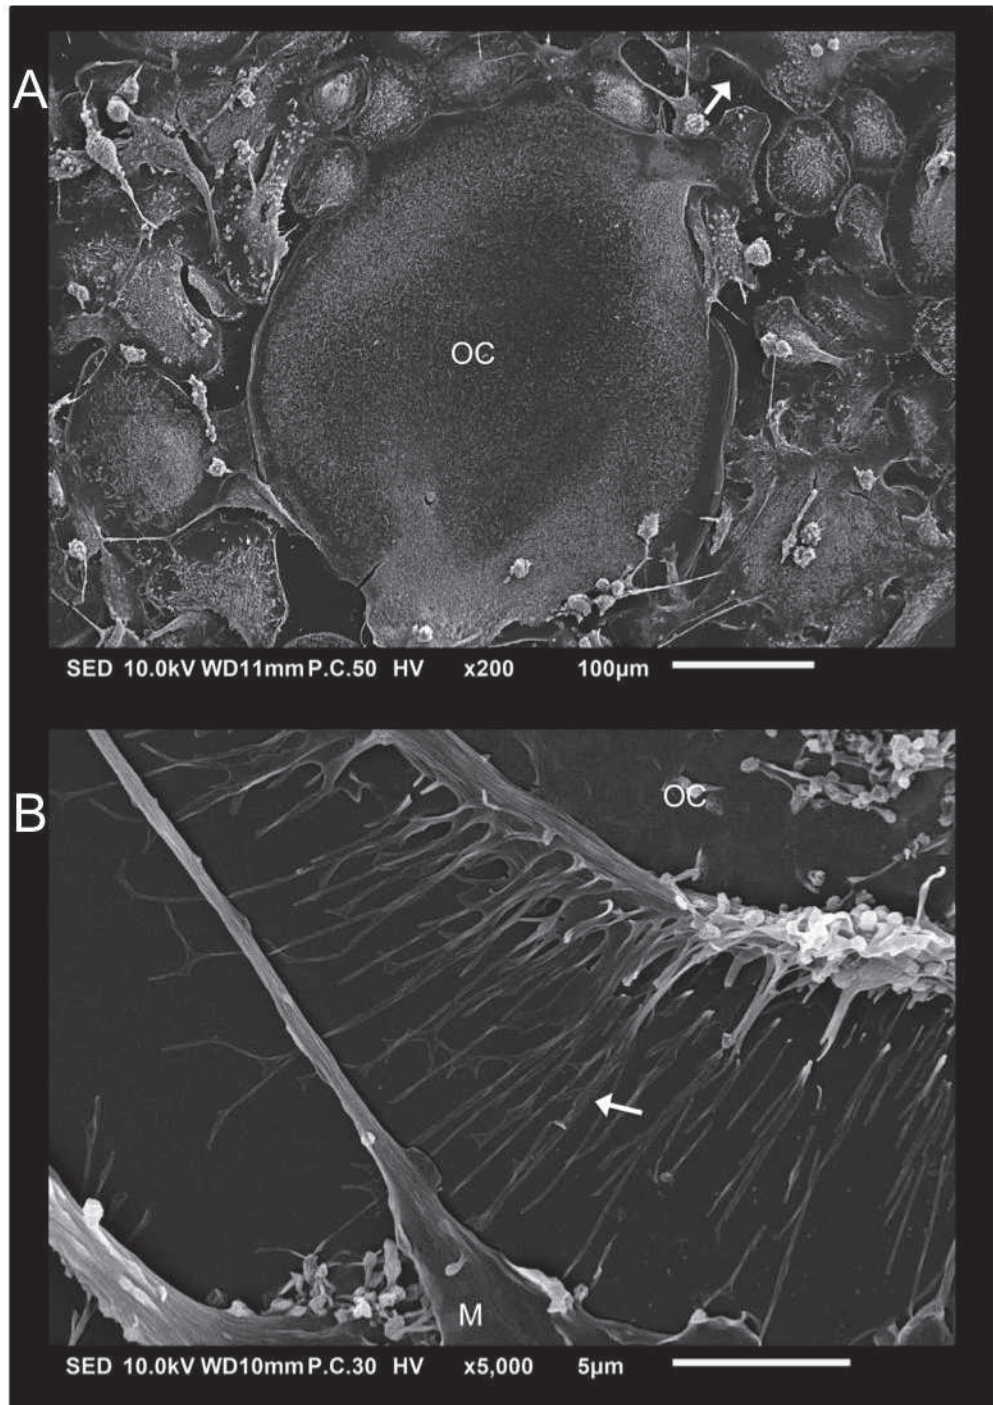 A
OC
SED 10.0kV WD11mm P.C.50 HV x200 100µm
B
OC
M
SED 10.0kV WD10mm P.C.30 HV x5,000 5µm